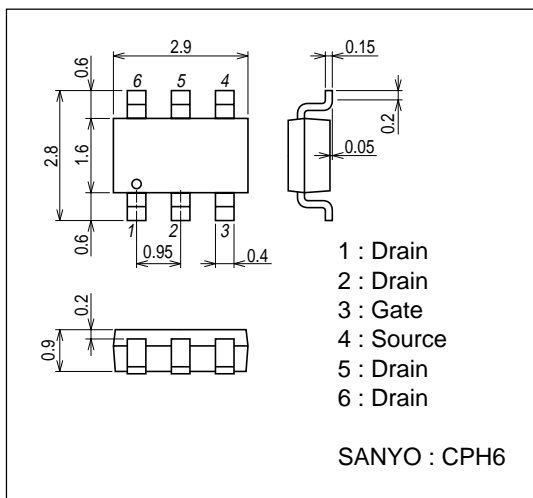 2.9
0.15
0.6
6
5
4
0.2
2.8
1.6
0.05
0.6
1
2
3
0.95
0.4
0.2
0.9
1 : Drain
2 : Drain
3 : Gate
4 : Source
5 : Drain
6 : Drain
SANYO : CPH6